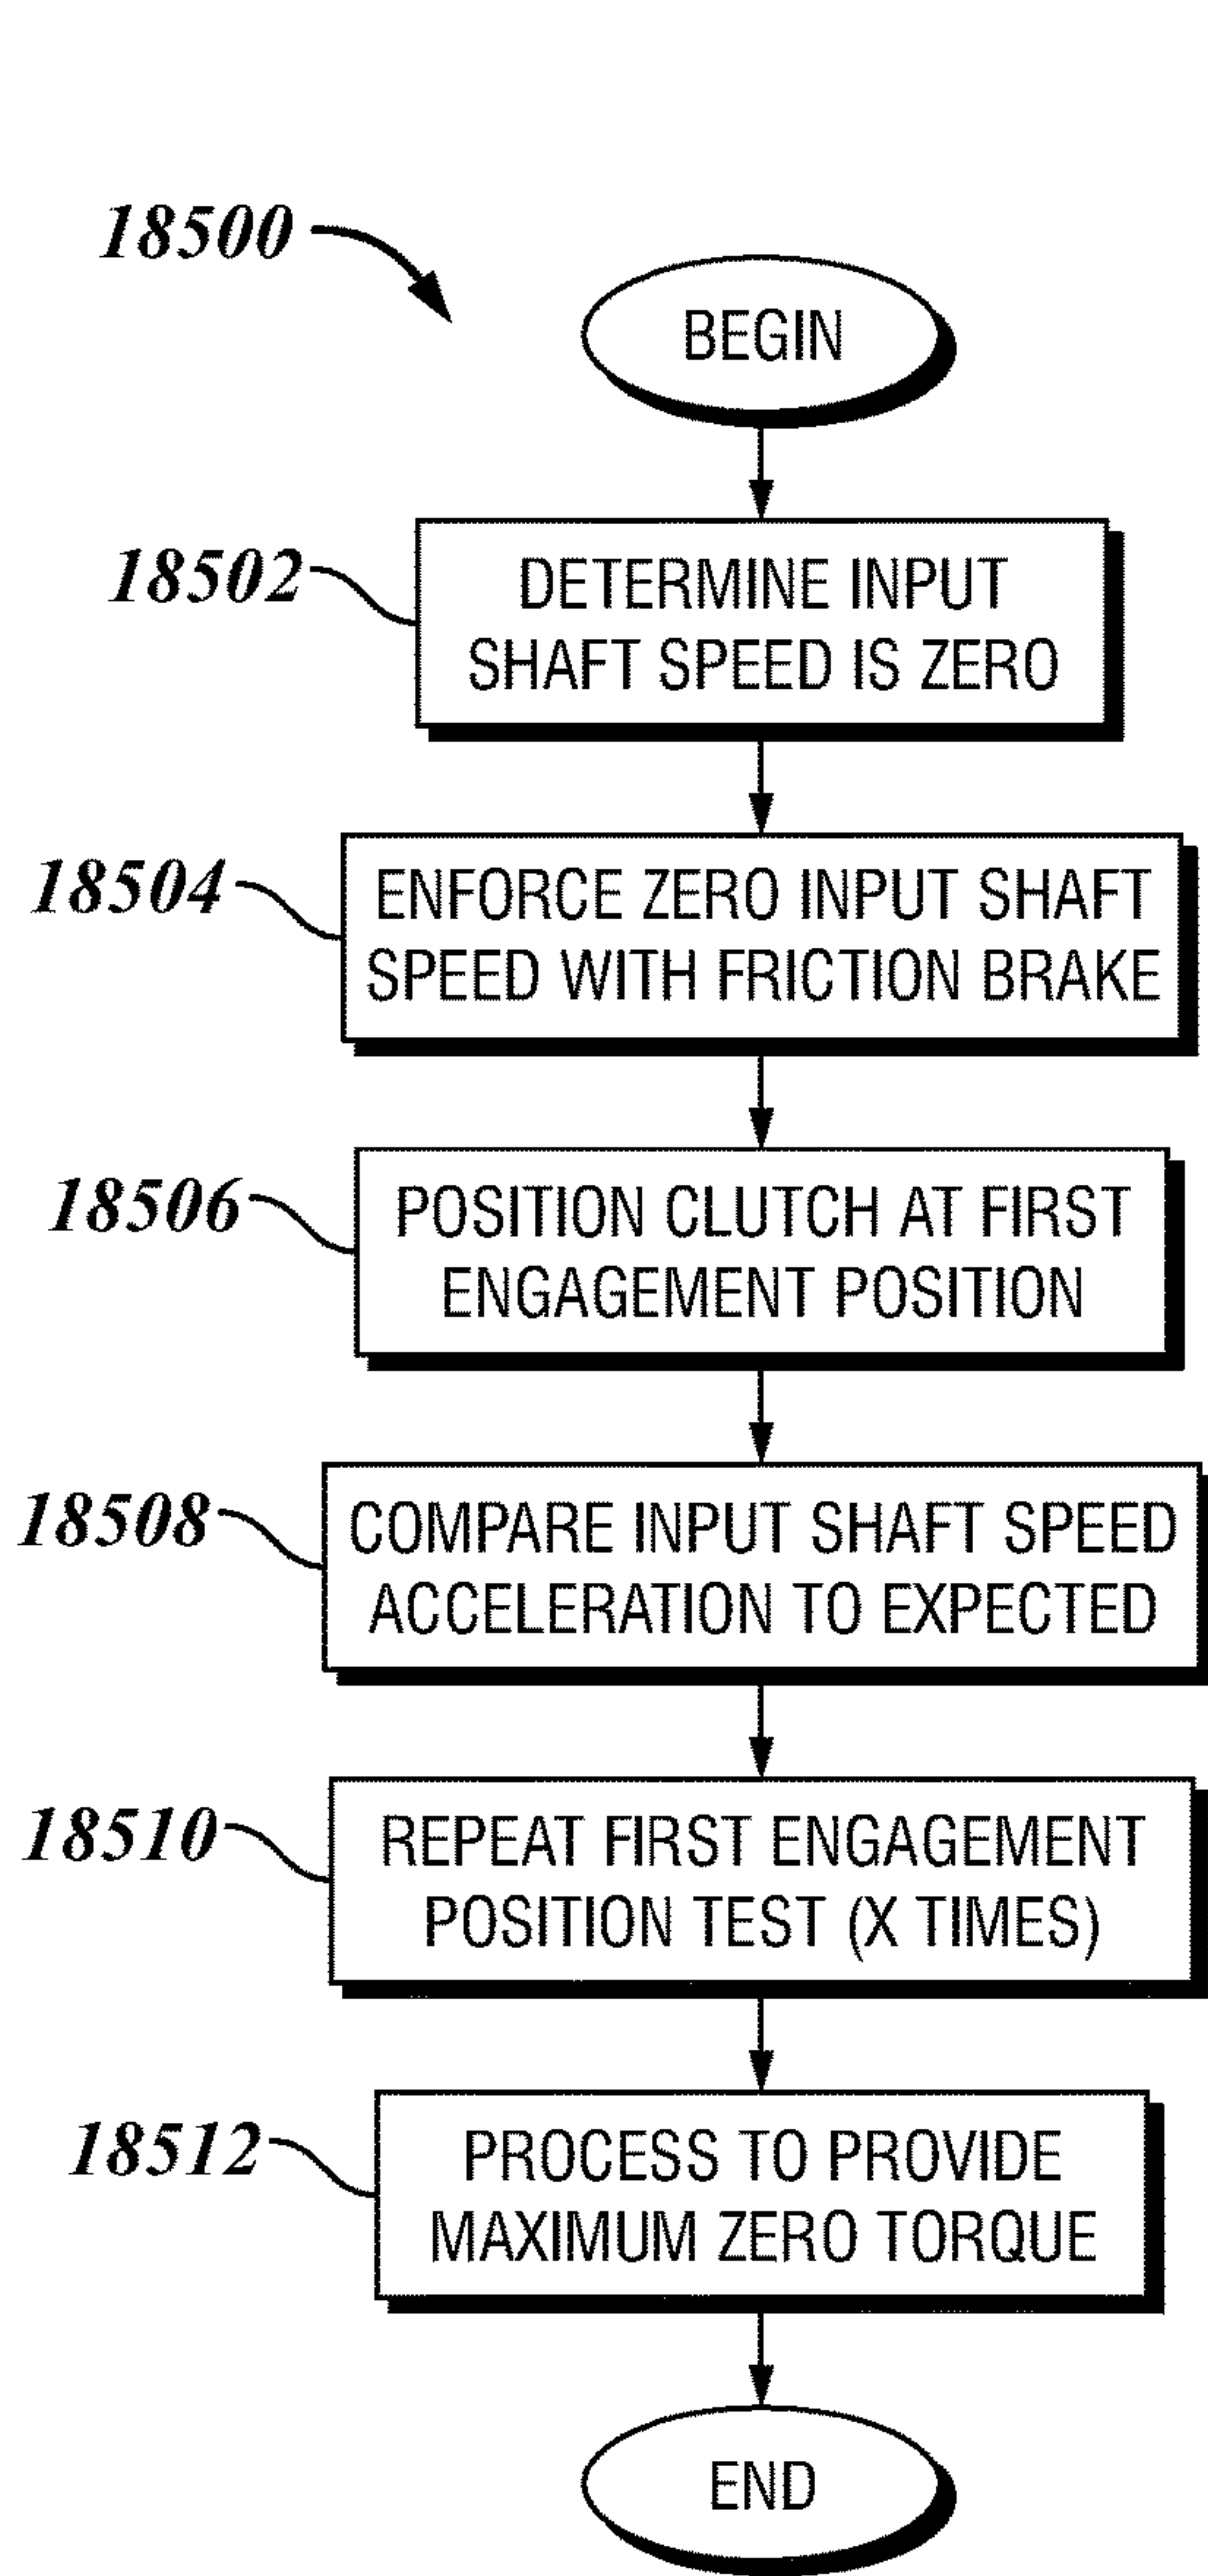 18500
BEGIN
18502
DETERMINE INPUT
SHAFT SPEED IS ZERO
18504
ENFORCE ZERO INPUT SHAFT
SPEED WITH FRICTION BRAKE
18506
POSITION CLUTCH AT FIRST
ENGAGEMENT POSITION
18508
COMPARE INPUT SHAFT SPEED
ACCELERATION TO EXPECTED
18510
REPEAT FIRST ENGAGEMENT
POSITION TEST (X TIMES)
18512
PROCESS TO PROVIDE
MAXIMUM ZERO TORQUE
END